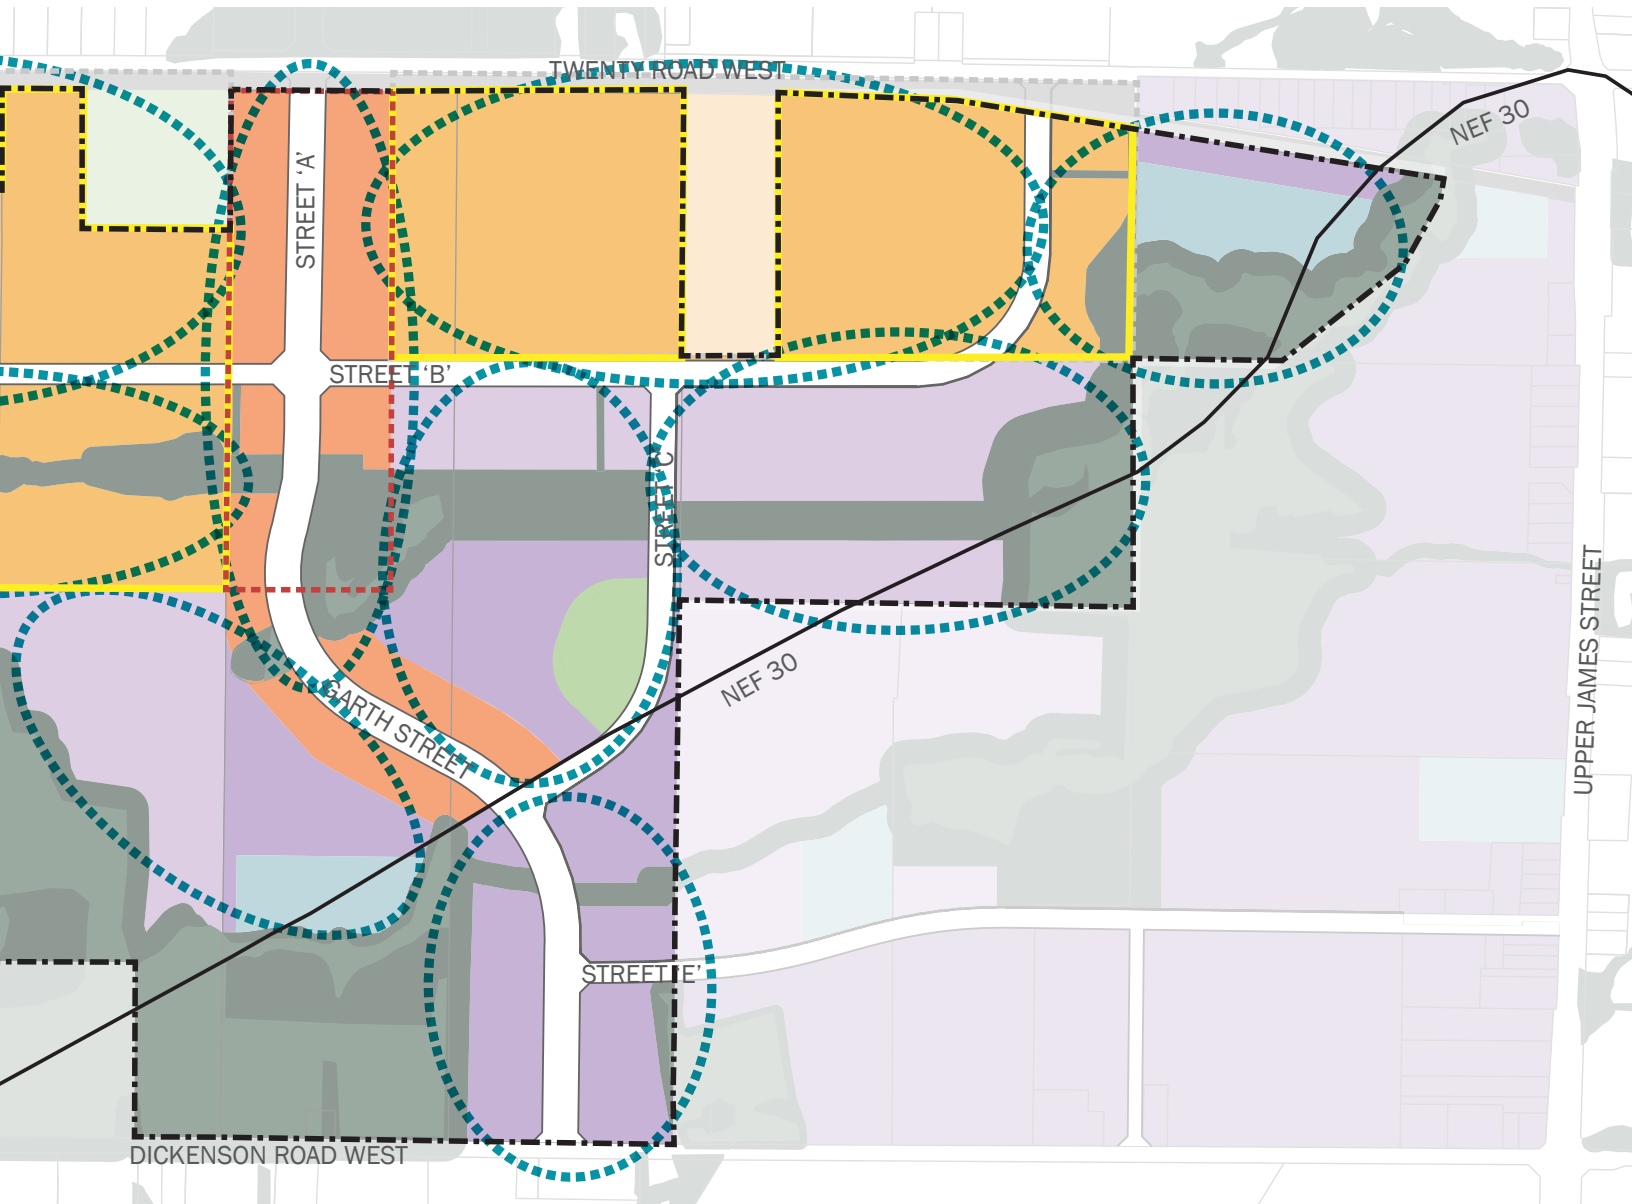 TWENTY ROAD WEST
NEF 30
STREET ‘A’
STREET ‘B’
STREET ‘C’
GARTH STREET
NEF 30
UPPER JAMES STREET
STREET ‘E’
DICKENSON ROAD WEST